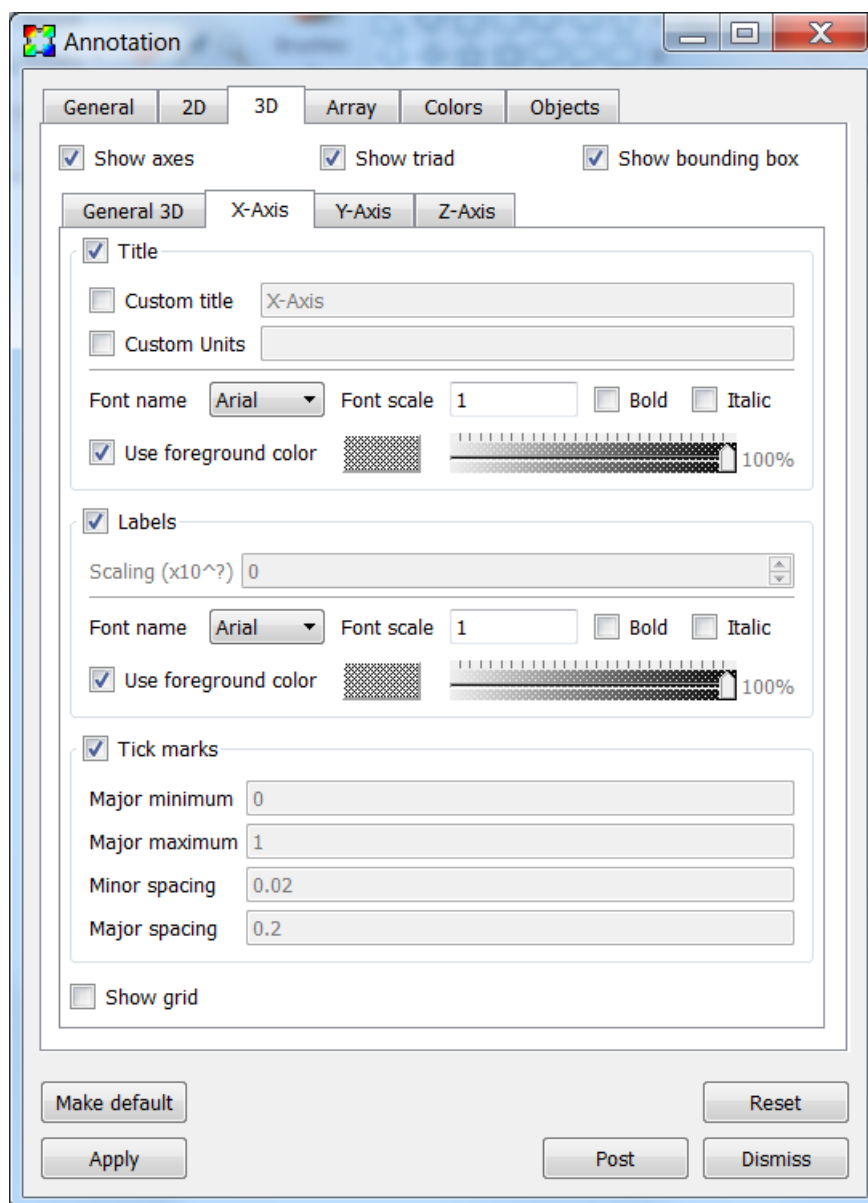 Annotation
General 2D 3D Array Colors Objects
Show axes Show triad Show bounding box
General 3D X-Axis Y-Axis Z-Axis
Title
Custom title X-Axis
Custom Units
Font name Arial Font scale 1 Bold Italic
Use foreground color 100%
Labels
Scaling (x10^?) 0
Font name Arial Font scale 1 Bold Italic
Use foreground color 100%
Tick marks
Major minimum 0
Major maximum 1
Minor spacing 0.02
Major spacing 0.2
Show grid
Make default Reset
Apply Post Dismiss